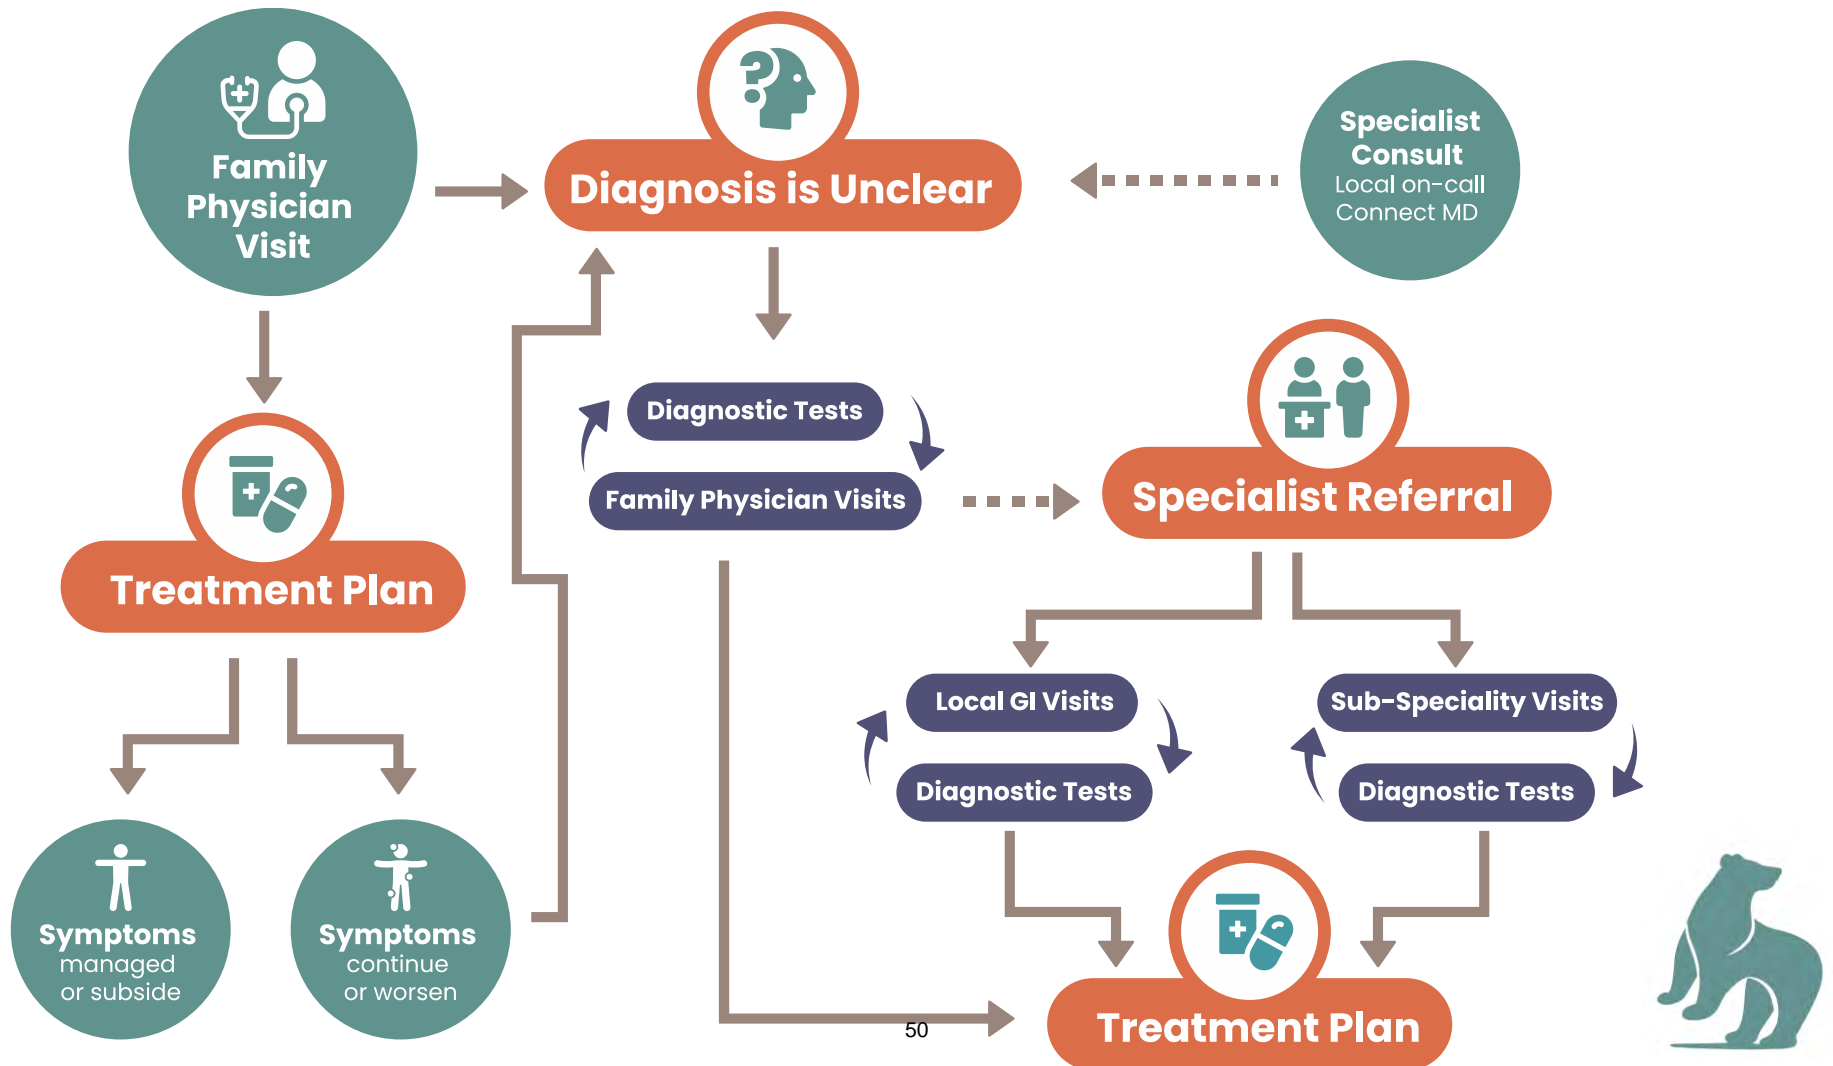 Family
Physician
Visit
Diagnosis is Unclear
Specialist
Consult
Local on-call
Connect MD
Diagnostic Tests
Family Physician Visits
Specialist Referral
Treatment Plan
Local GI Visits
Diagnostic Tests
Sub-Speciality Visits
Diagnostic Tests
Symptoms
managed
or subside
Symptoms
continue
or worsen
Treatment Plan
50